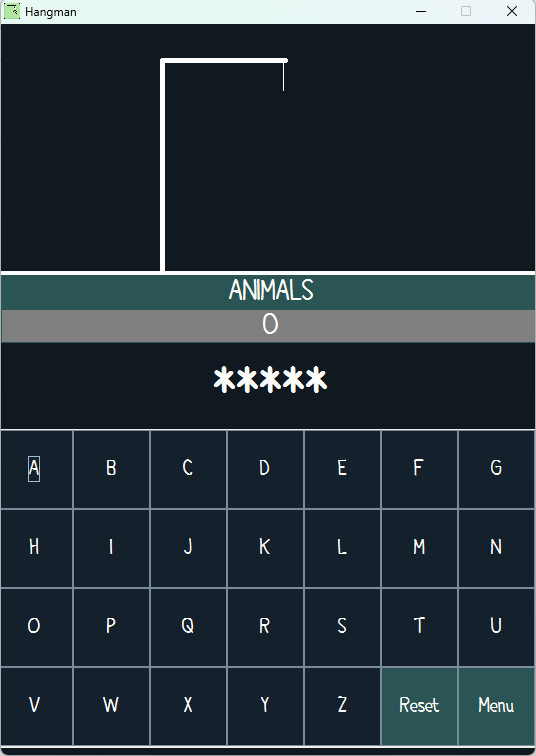 Hangman
ANIMALS
0
*****
A B C D E F G
H I J K L M N
O P Q R S T U
V W X Y Z Reset Menu